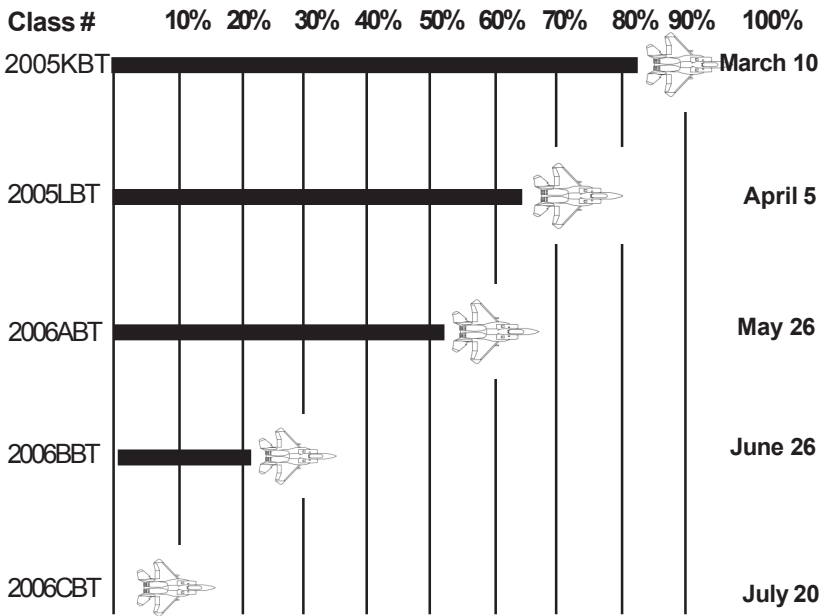 Class # 10% 20% 30% 40% 50% 60% 70% 80% 90% 100%
2005KBT March 10
2005LBT April 5
2006ABT May 26
2006BBT June 26
2006CBT July 20